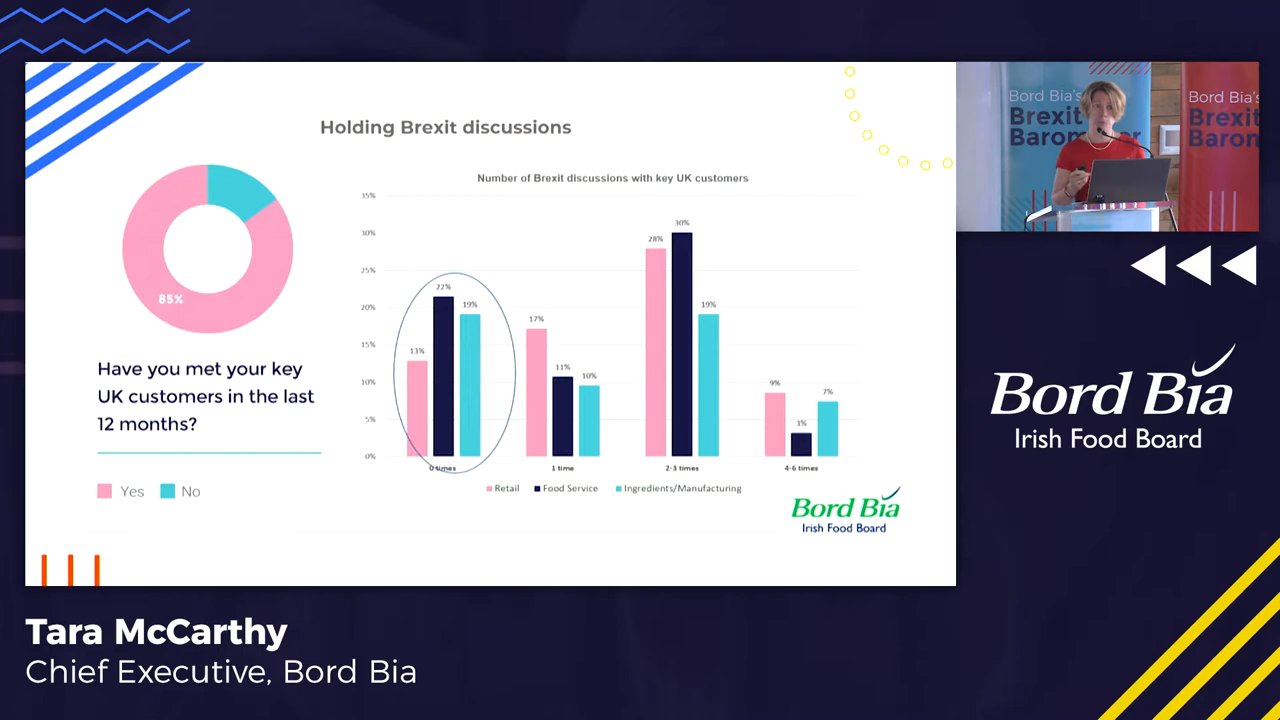 Holding Brexit discussions
85%
Have you met your key
UK customers in the last
12 months?
Yes No
Number of Brexit discussions with key UK customers
35%
30%
25%
20%
15%
10%
5%
0%
13% 22% 19%
17% 11% 10%
28% 30% 19%
9% 3% 7%
0 times 1 time 2-3 times 4-6 times
Retail Food Service Ingredients/Manufacturing
Bord Bia
Irish Food Board
Bord Bia's
Brexit
Barometer
Bord Bia's
Brexit
Barom
Bord Bia
Irish Food Board
Tara McCarthy
Chief Executive, Bord Bia